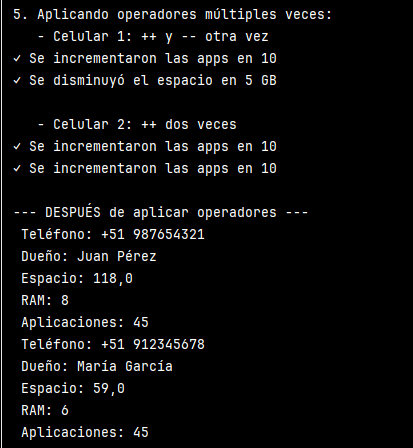 5. Aplicando operadores múltiples veces:
- Celular 1: ++ y -- otra vez
✓ Se incrementaron las apps en 10
✓ Se disminuyó el espacio en 5 GB
- Celular 2: ++ dos veces
✓ Se incrementaron las apps en 10
✓ Se incrementaron las apps en 10
--- DESPUÉS de aplicar operadores ---
Teléfono: +51 987654321
Dueño: Juan Pérez
Espacio: 118,0
RAM: 8
Aplicaciones: 45
Teléfono: +51 912345678
Dueño: María García
Espacio: 59,0
RAM: 6
Aplicaciones: 45